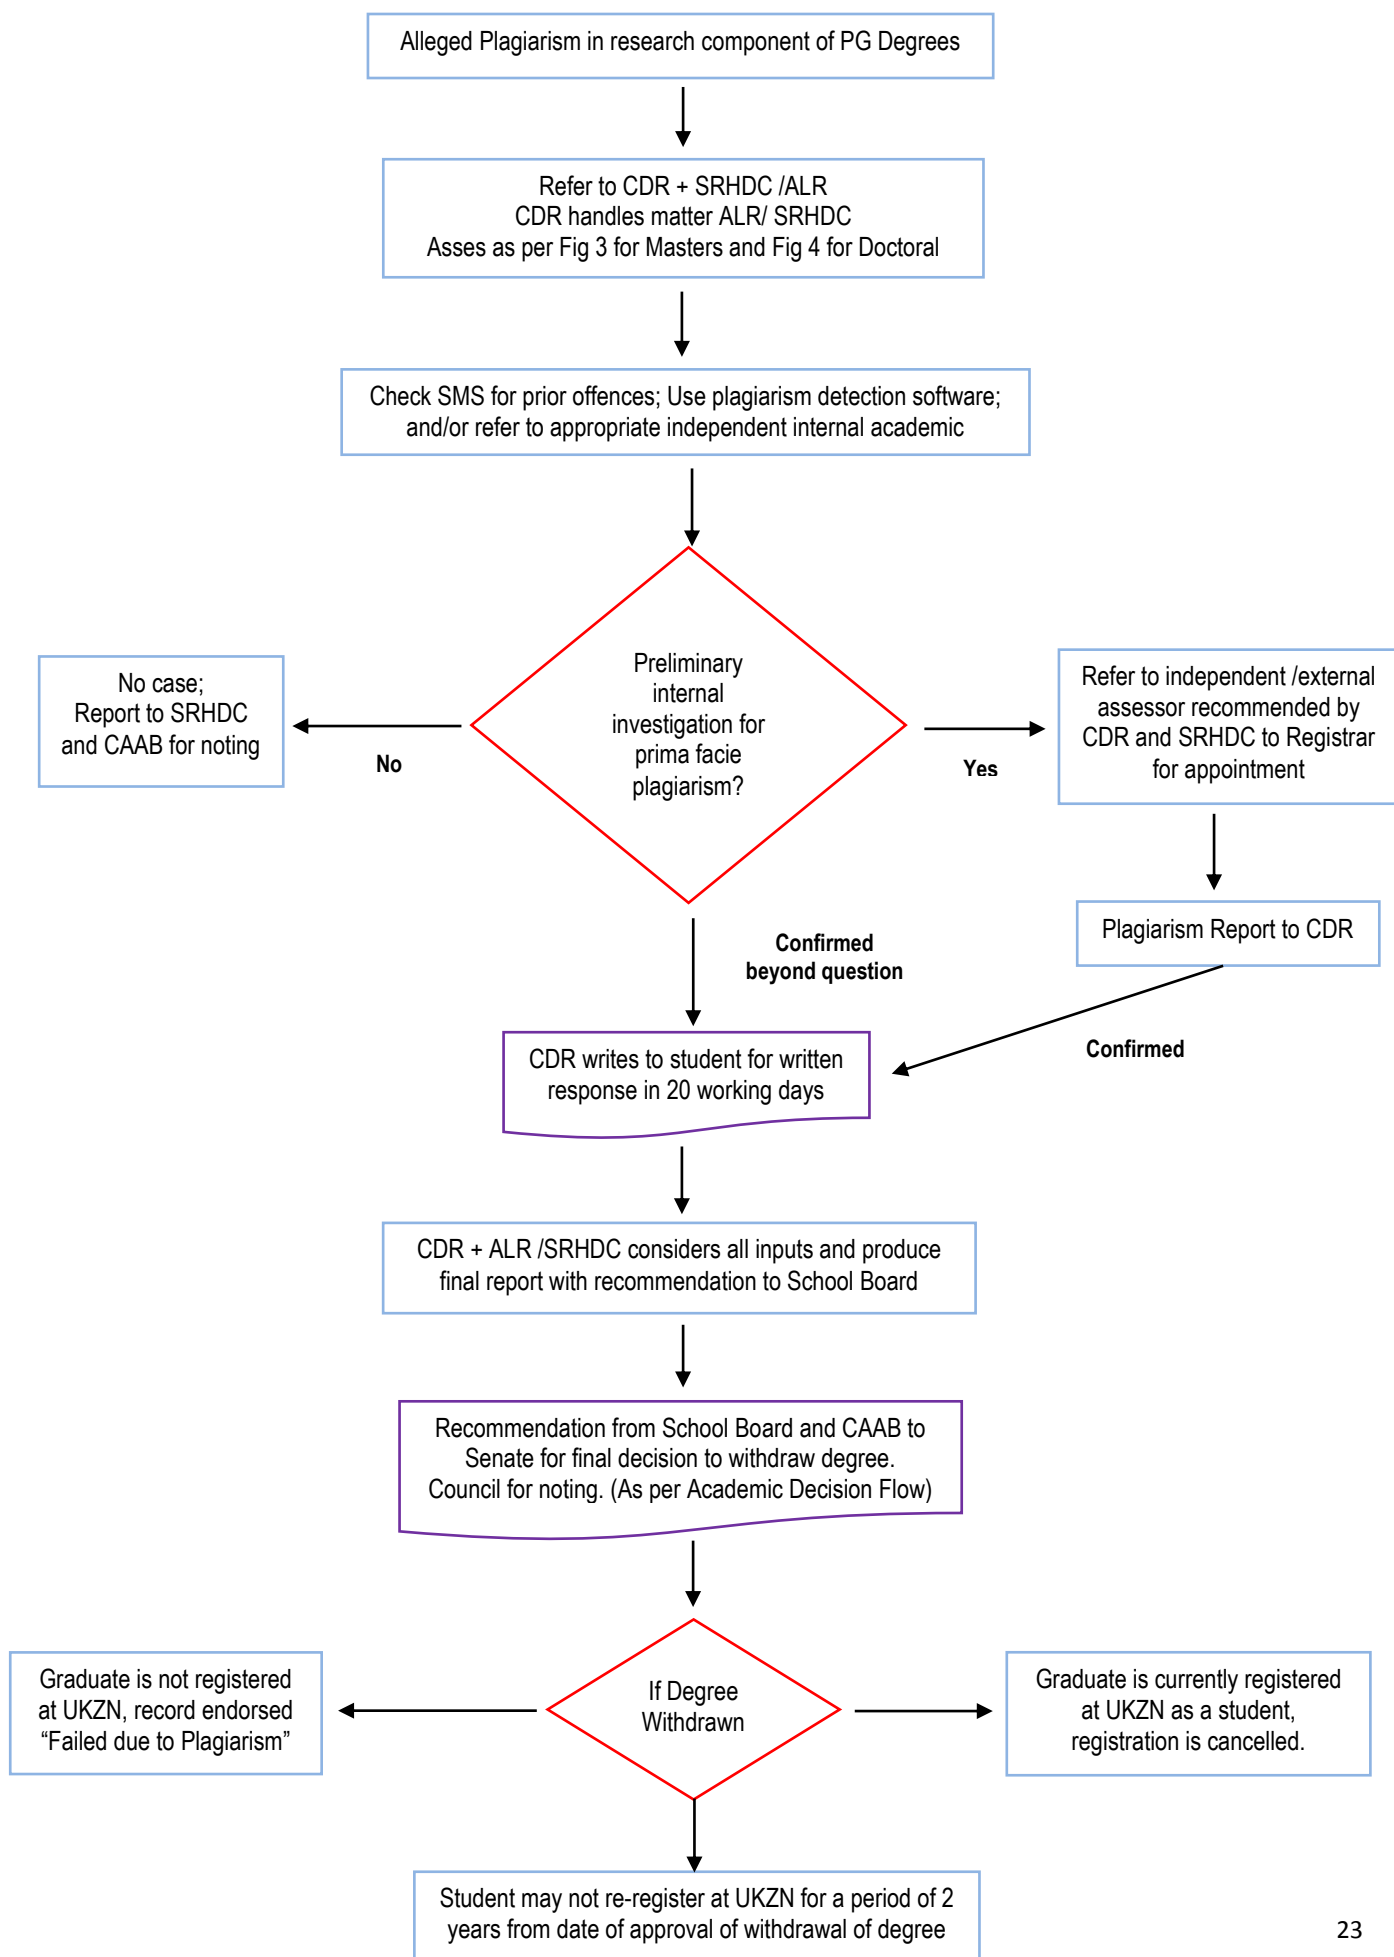 Alleged Plagiarism in research component of PG Degrees
Refer to CDR + SRHDC /ALR
CDR handles matter ALR/ SRHDC
Asses as per Fig 3 for Masters and Fig 4 for Doctoral
Check SMS for prior offences; Use plagiarism detection software;
and/or refer to appropriate independent internal academic
Preliminary
internal
investigation for
prima facie
plagiarism?
No case;
Report to SRHDC
and CAAB for noting
No
Yes
Refer to independent /external
assessor recommended by
CDR and SRHDC to Registrar
for appointment
Plagiarism Report to CDR
Confirmed
beyond question
Confirmed
CDR writes to student for written
response in 20 working days
CDR + ALR /SRHDC considers all inputs and produce
final report with recommendation to School Board
Recommendation from School Board and CAAB to
Senate for final decision to withdraw degree.
Council for noting. (As per Academic Decision Flow)
If Degree
Withdrawn
Graduate is not registered
at UKZN, record endorsed
“Failed due to Plagiarism”
Graduate is currently registered
at UKZN as a student,
registration is cancelled.
Student may not re-register at UKZN for a period of 2
years from date of approval of withdrawal of degree
23